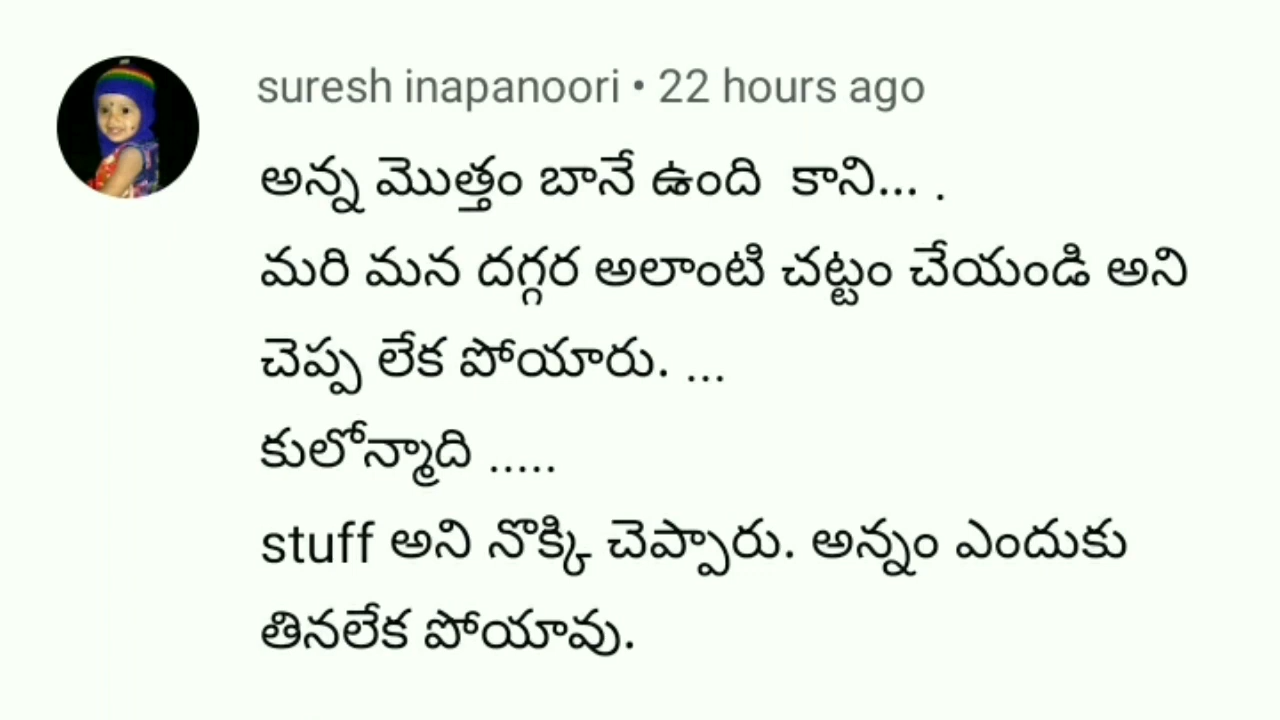 suresh inapanoori • 22 hours ago
అన్న మొత్తం బానే ఉంది  కాని... .
మరి మన దగ్గర అలాంటి చట్టం చేయండి అని
చెప్ప లేక పోయారు. ...
కులోన్మాది .....
stuff అని నొక్కి చెప్పారు. అన్నం ఎందుకు
తినలేక పోయావు.